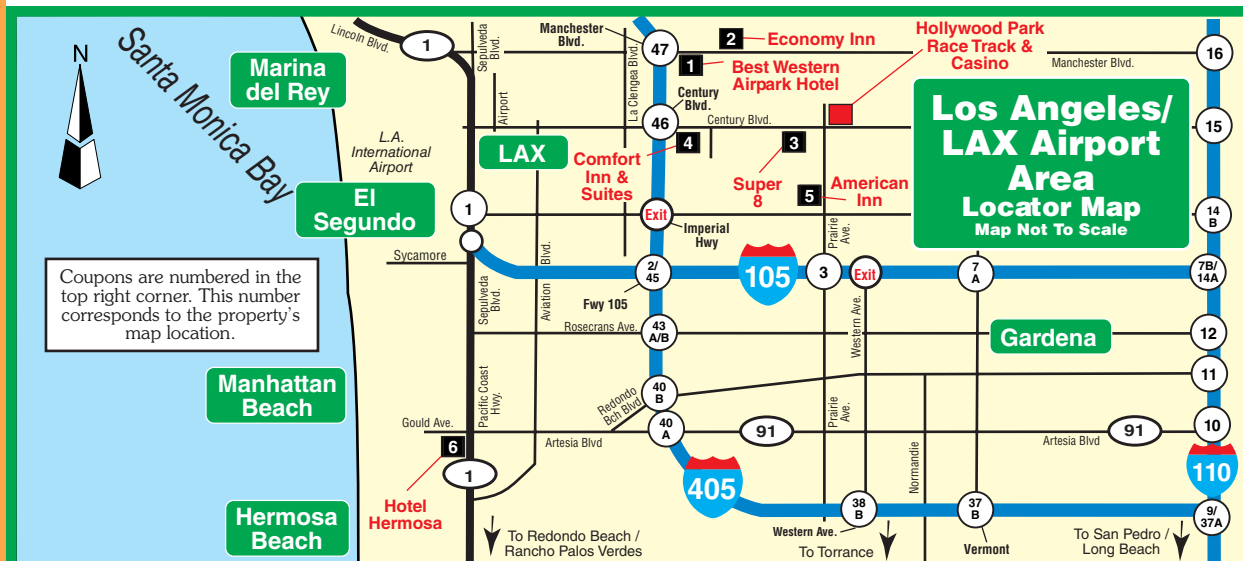 Los Angeles/
LAX Airport
Area
Locator Map
Map Not To Scale
N
Santa Monica Bay
Lincoln Blvd.
1
Sepulveda
Blvd.
Manchester
Blvd.
47
La Clengea Blvd.
2
Economy Inn
1
Best Western
Airpark Hotel
Hollywood Park
Race Track &
Casino
Manchester Blvd.
16
Marina
del Rey
Airport
Century
Blvd.
46
Century Blvd.
15
L.A.
International
Airport
LAX
4
Comfort
Inn &
Suites
3
Super
8
5
American
Inn
El
Segundo
1
Exit
Imperial
Hwy
Prairie
Ave.
14
B
Sycamore
Blvd.
Aviation
2/
45
Fwy 105
105
3
Exit
7
A
7B/
14A
Coupons are numbered in the
top right corner. This number
corresponds to the property’s
map location.
Sepulveda
Blvd.
Rosecrans Ave.
43
A/B
Western Ave.
Gardena
12
Manhattan
Beach
Pacific Coast
Hwy.
Redondo
Bch Blvd
40
B
11
Gould Ave.
Artesia Blvd
40
A
91
Prairie
Ave.
Normandie
Artesia Blvd
91
10
6
1
Hotel
Hermosa
405
110
Hermosa
Beach
38
B
37
B
9/
37A
To Redondo Beach /
Rancho Palos Verdes
Western Ave.
To Torrance
Vermont
To San Pedro /
Long Beach